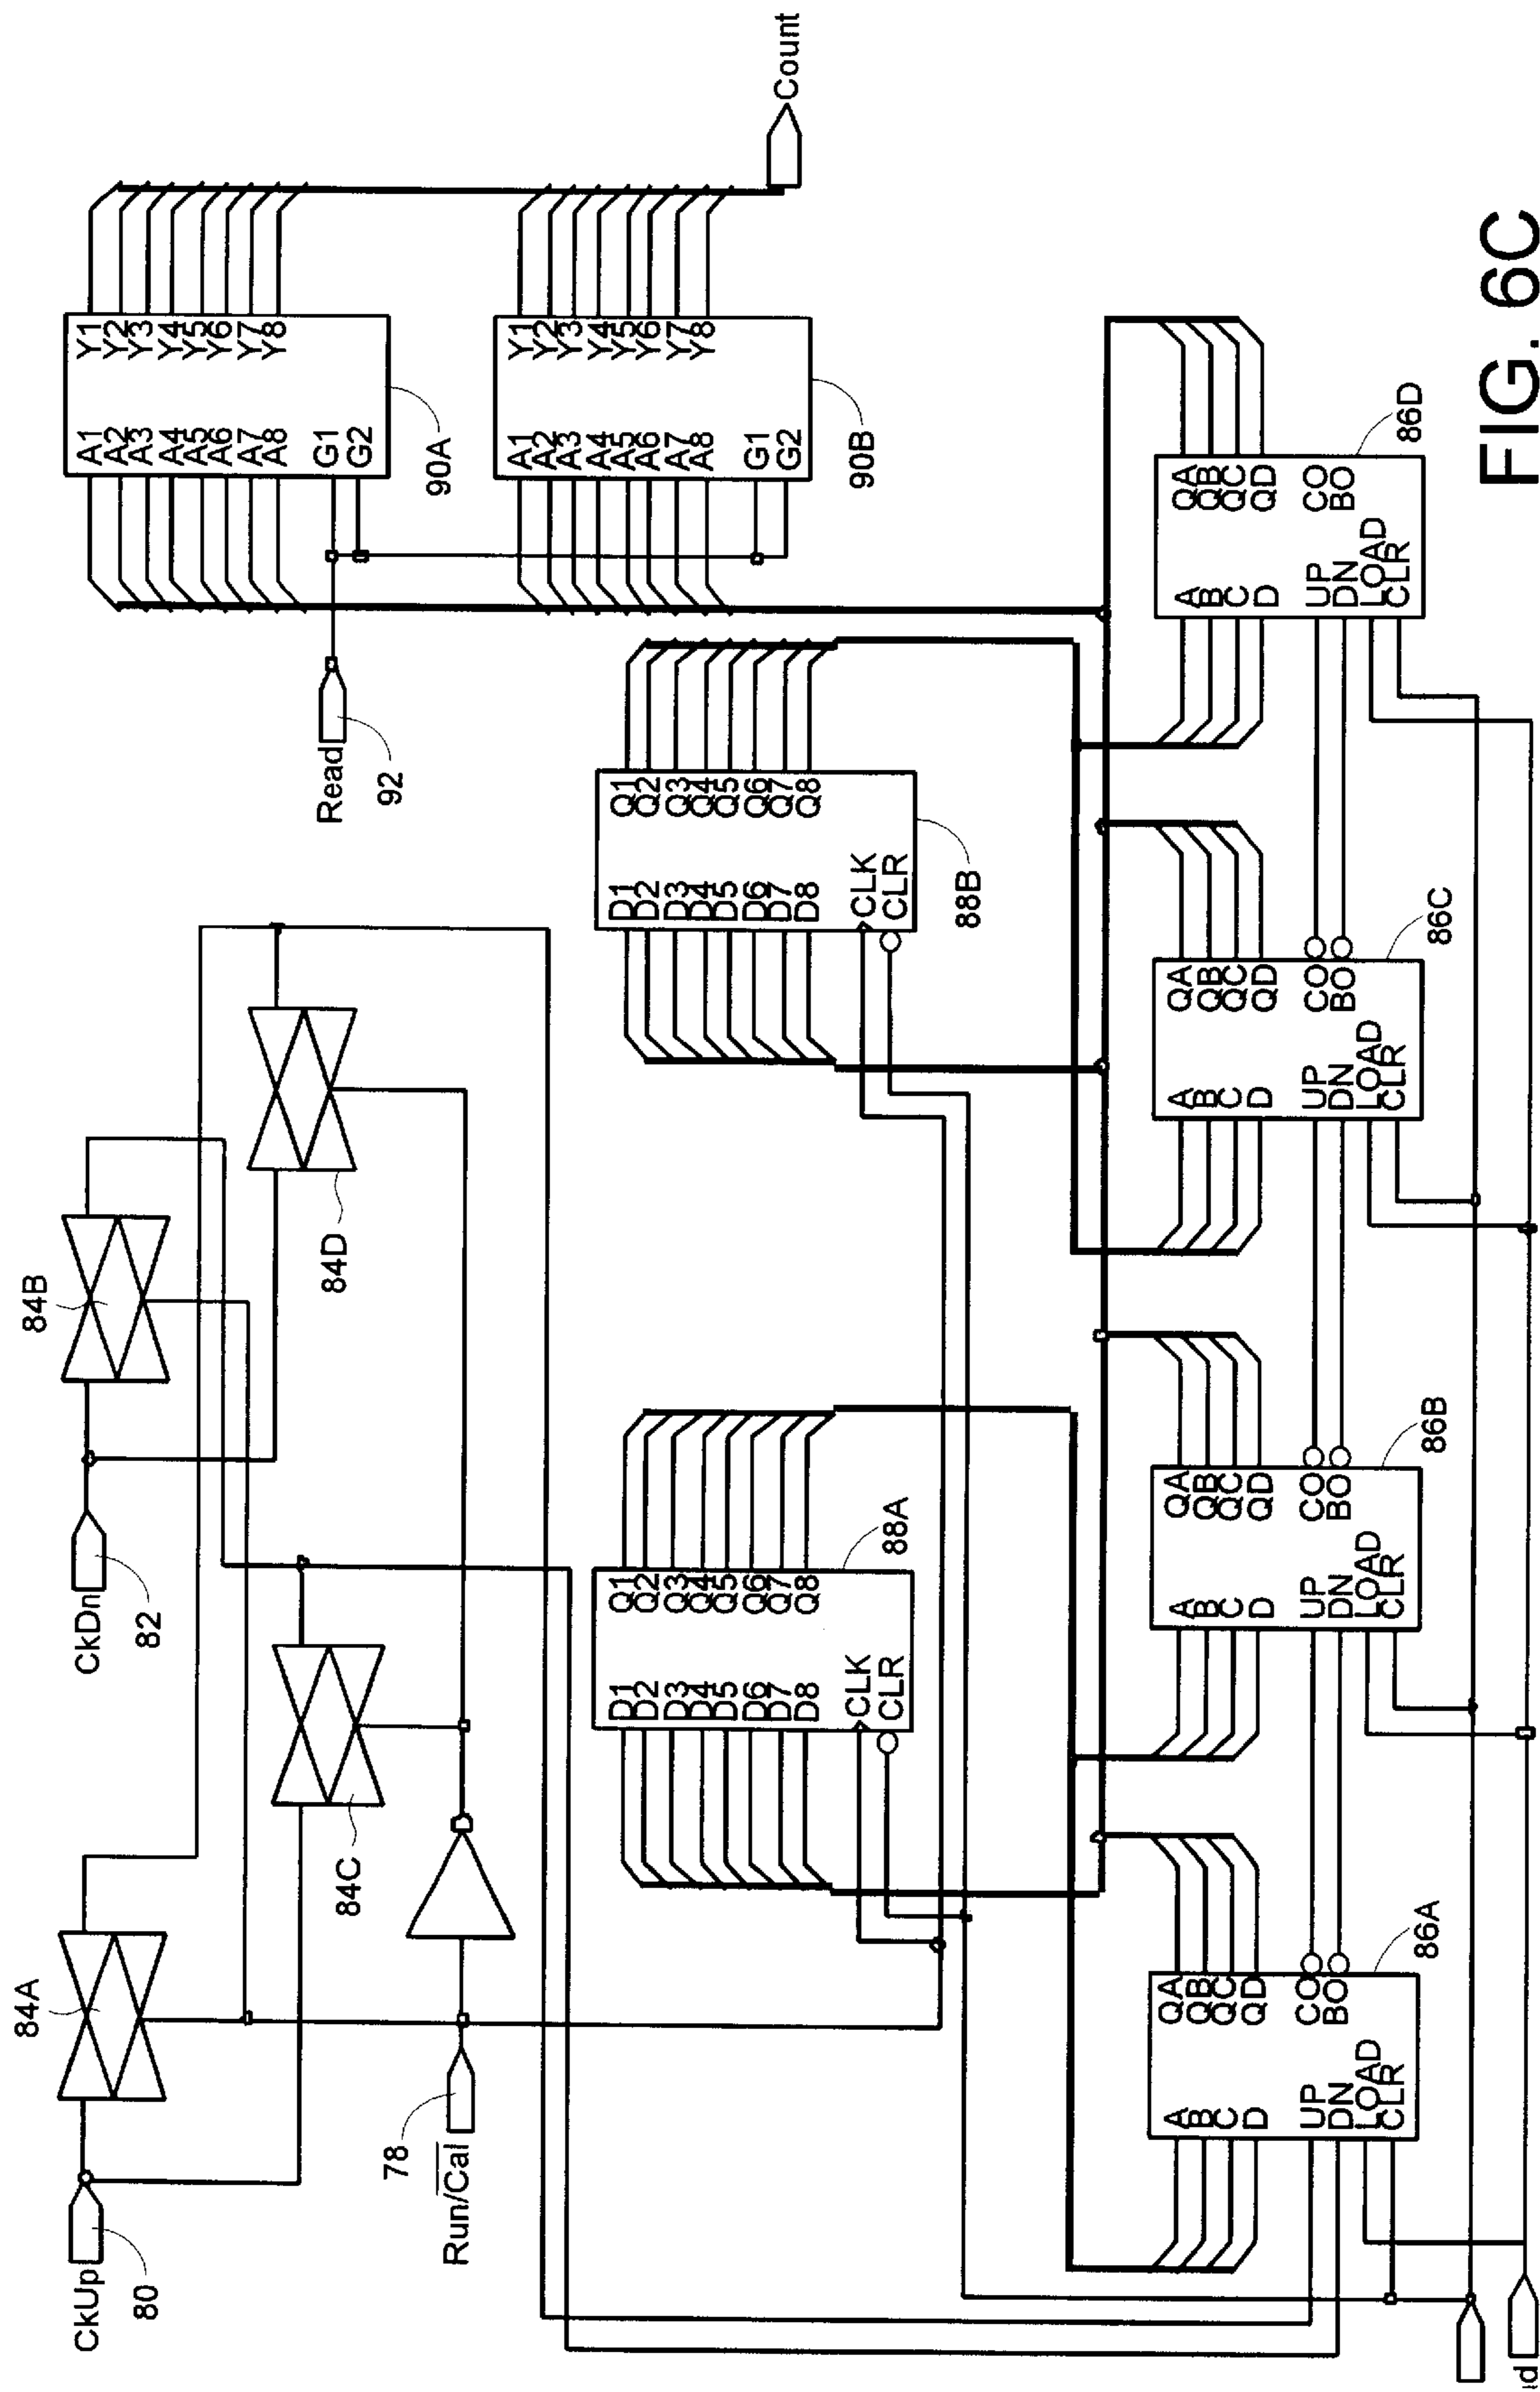 CkUp
80
84A
CkDn
82
84B
84C
84D
78
Run/Cal
Read
92
A1
A2
A3
A4
A5
A6
A7
A8
G1
G2
Y1
Y2
Y3
Y4
Y5
Y6
Y7
Y8
90A
A1
A2
A3
A4
A5
A6
A7
A8
G1
G2
Y1
Y2
Y3
Y4
Y5
Y6
Y7
Y8
90B
Count
D1
D2
D3
D4
D5
D6
D7
D8
CLK
CLR
Q1
Q2
Q3
Q4
Q5
Q6
Q7
Q8
88A
D1
D2
D3
D4
D5
D6
D7
D8
CLK
CLR
Q1
Q2
Q3
Q4
Q5
Q6
Q7
Q8
88B
A
B
C
D
UP
DN
LOAD
CLR
QA
QB
QC
QD
CO
BO
86A
A
B
C
D
UP
DN
LOAD
CLR
QA
QB
QC
QD
CO
BO
86B
A
B
C
D
UP
DN
LOAD
CLR
QA
QB
QC
QD
CO
BO
86C
A
B
C
D
UP
DN
LOAD
CLR
QA
QB
QC
QD
CO
BO
86D
FIG. 6C